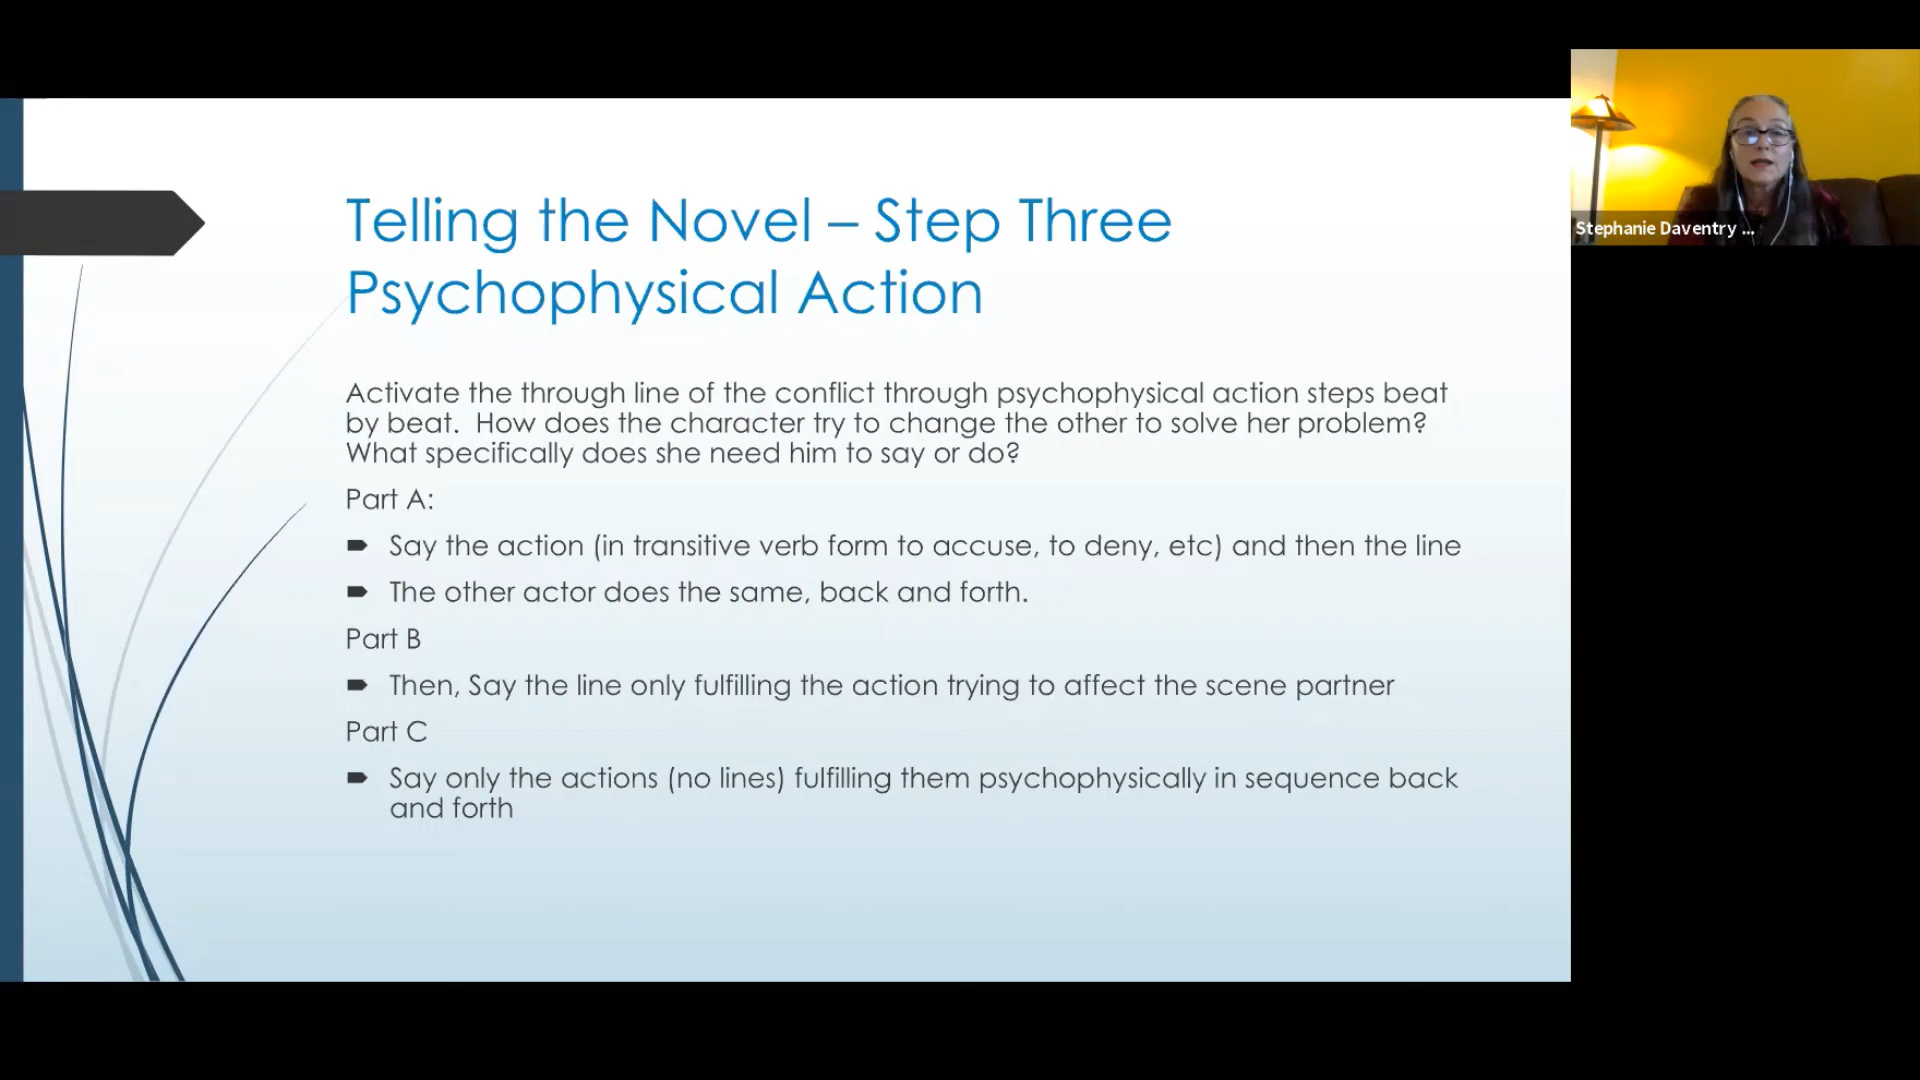 Telling the Novel – Step Three
Psychophysical Action
Activate the through line of the conflict through psychophysical action steps beat
by beat.  How does the character try to change the other to solve her problem?
What specifically does she need him to say or do?
Part A:
Say the action (in transitive verb form to accuse, to deny, etc) and then the line
The other actor does the same, back and forth.
Part B
Then, Say the line only fulfilling the action trying to affect the scene partner
Part C
Say only the actions (no lines) fulfilling them psychophysically in sequence back
and forth
Stephanie Daventry ...